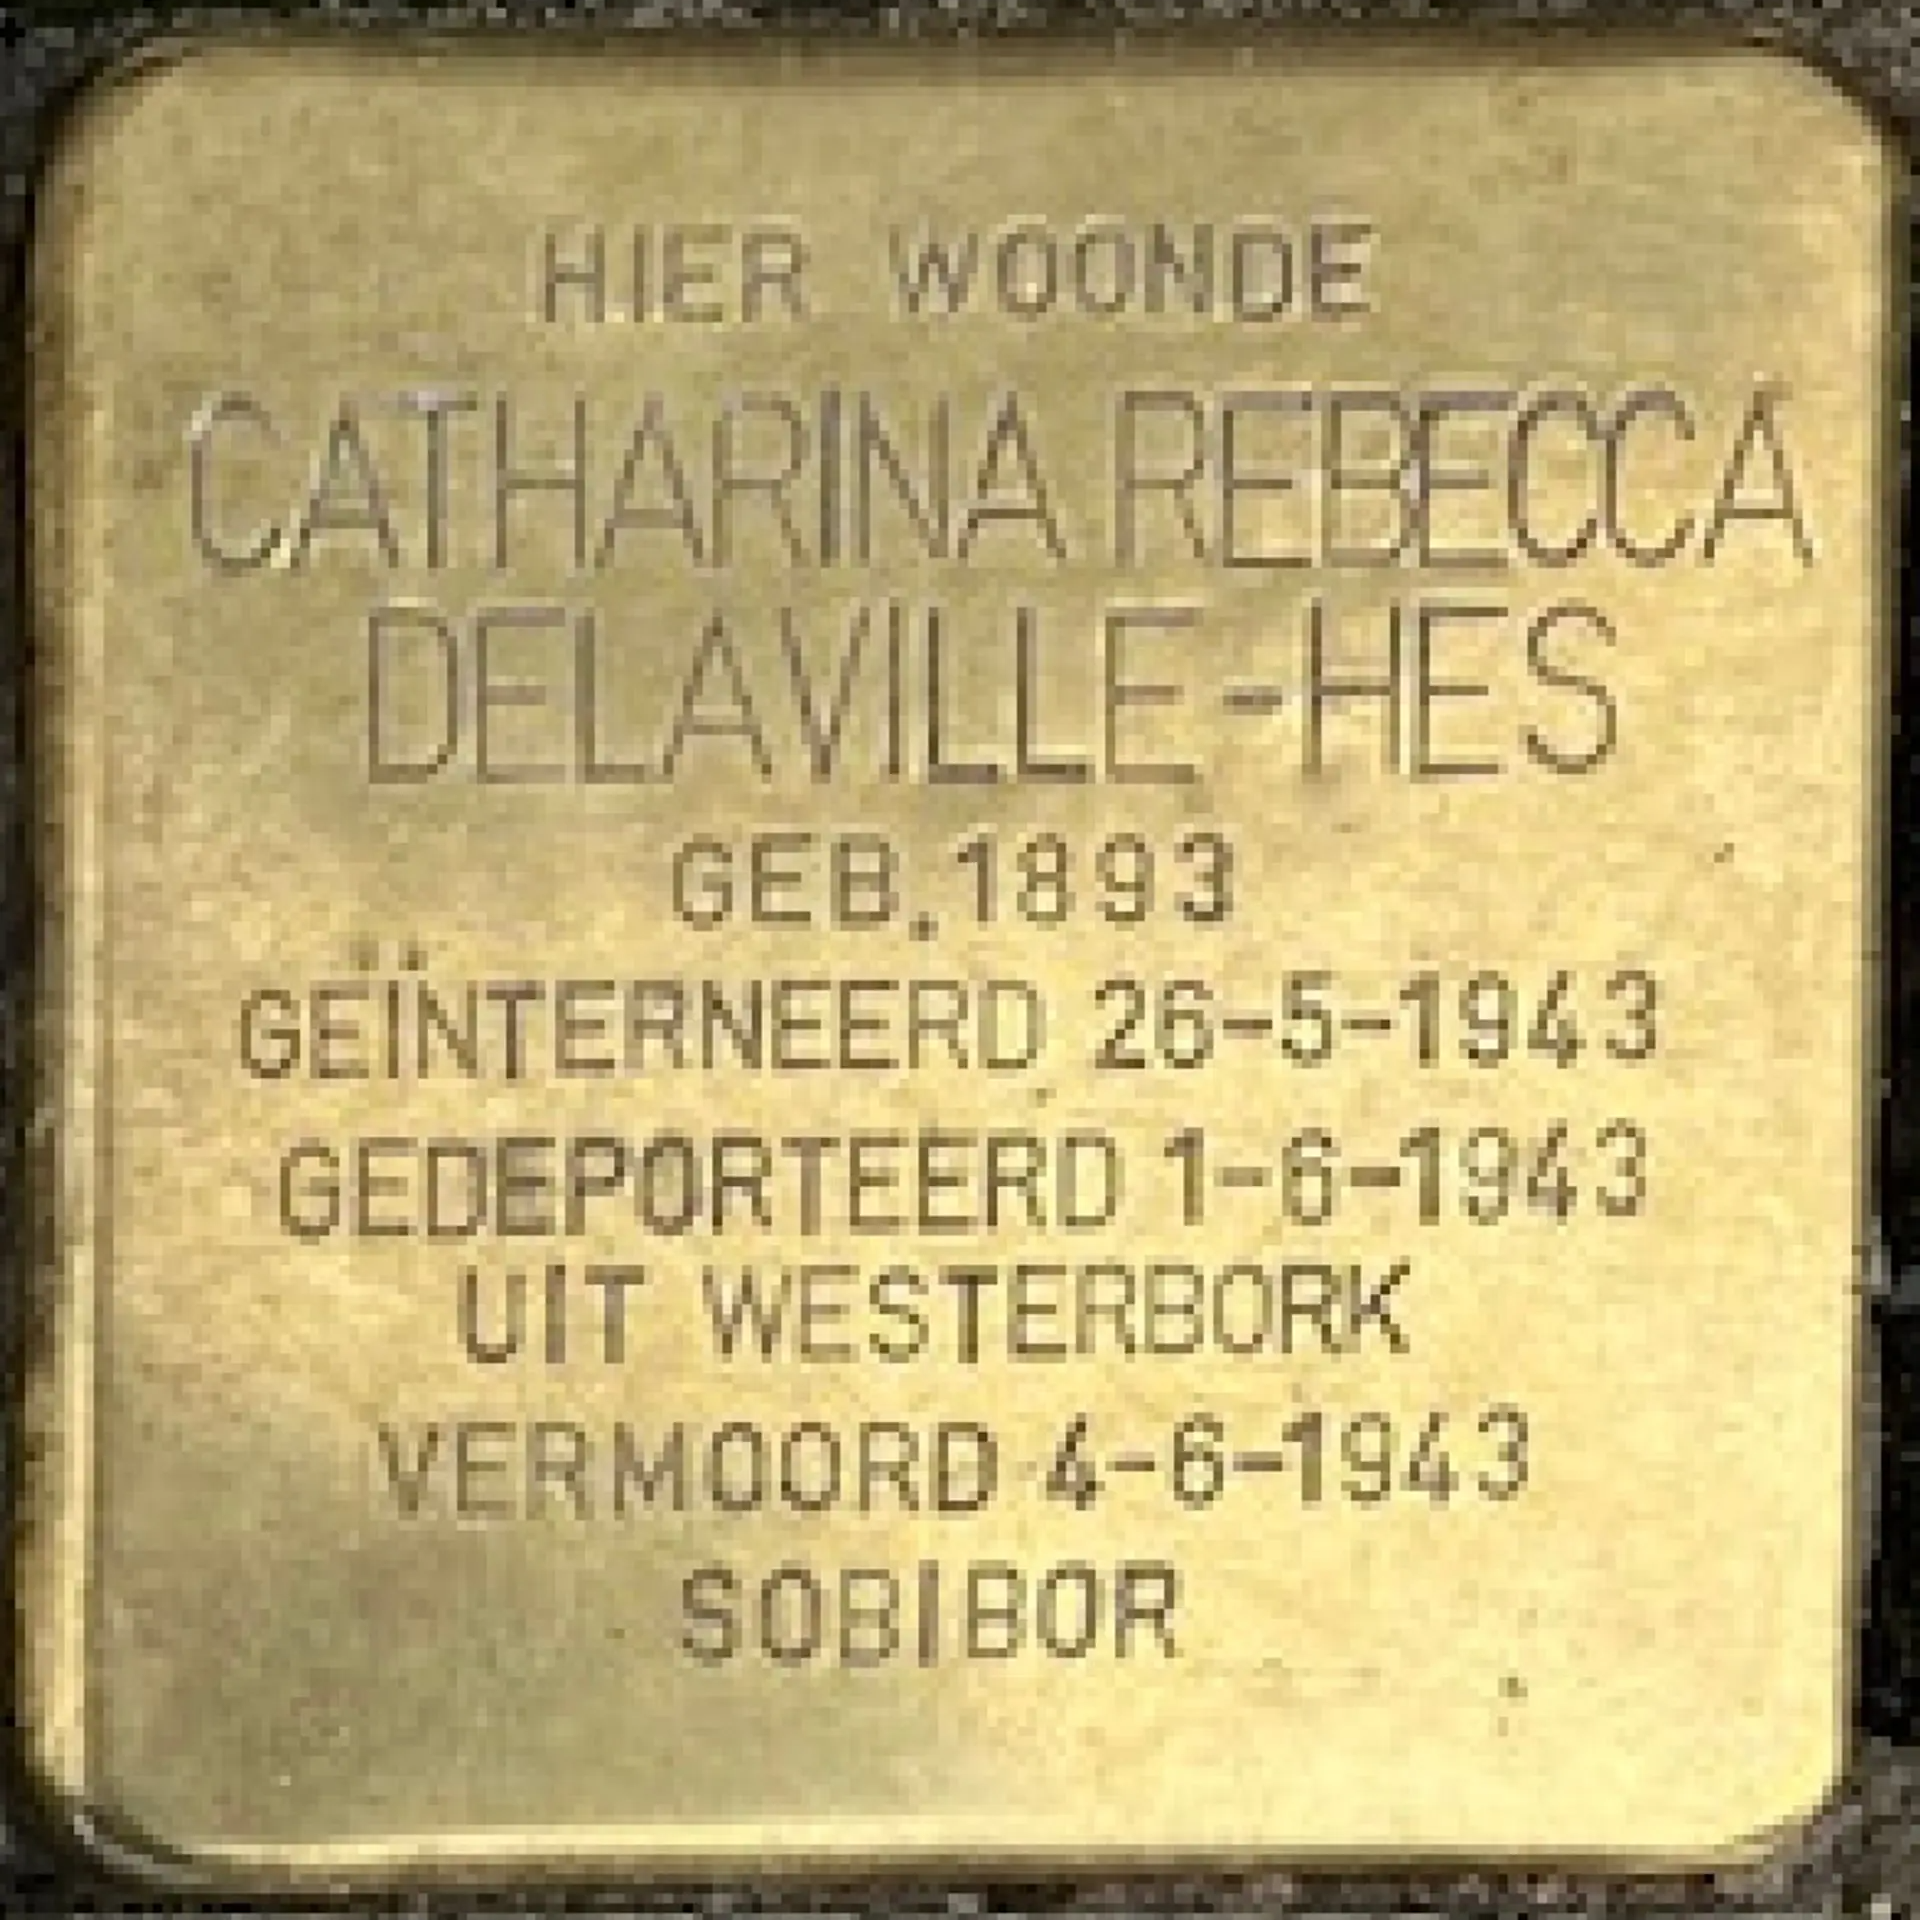 HIER WOONDE
CATHARINA REBECCA
DELAVILLE-HES
GEB. 1893
GEÏNTERNEERD 26-5-1943
GEDEPORTEERD 1-6-1943
UIT WESTERBORK
VERMOORD 4-6-1943
SOBIBOR